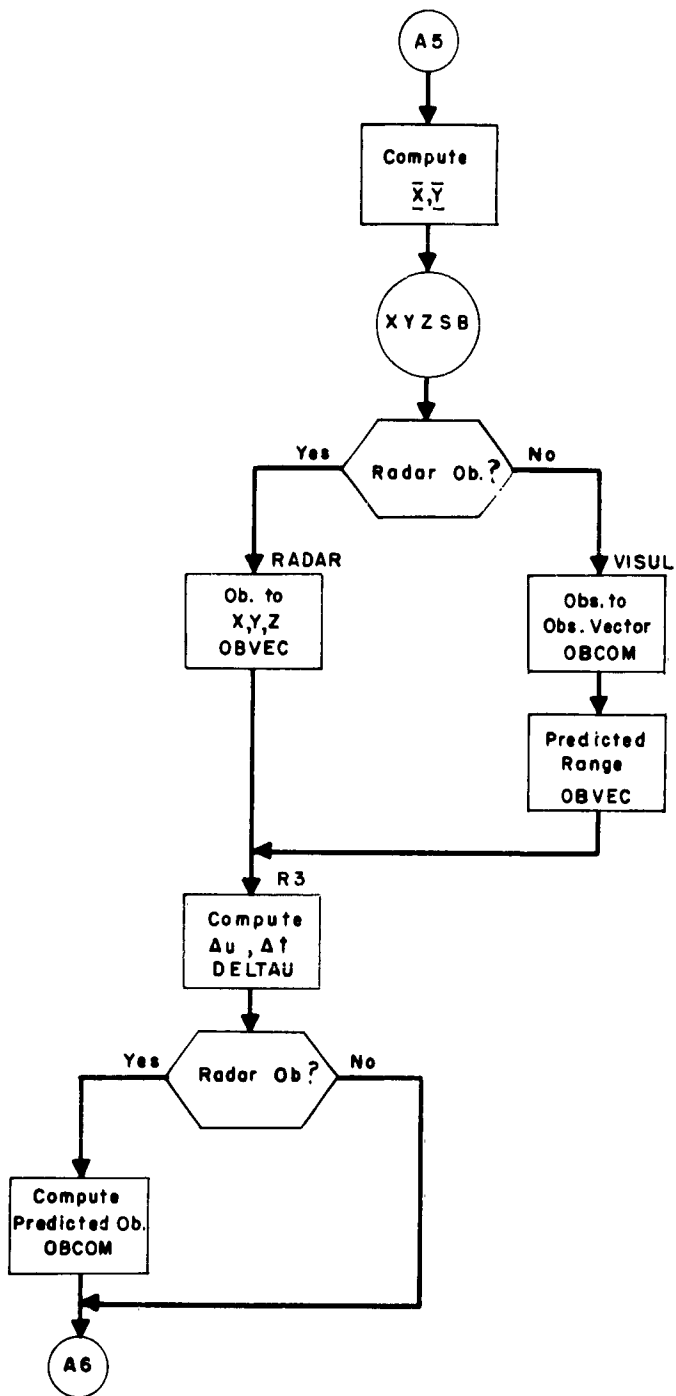 A5
Compute
X̲̅,Y̲̅
XYZSB
Yes
Radar Ob.?
No
RADAR
VISUL
Ob. to
X,Y,Z
OBVEC
Obs. to
Obs. Vector
OBCOM
Predicted
Range
OBVEC
R3
Compute
Δu, Δt
DELTAU
Yes
Radar Ob?
No
Compute
Predicted Ob.
OBCOM
A6